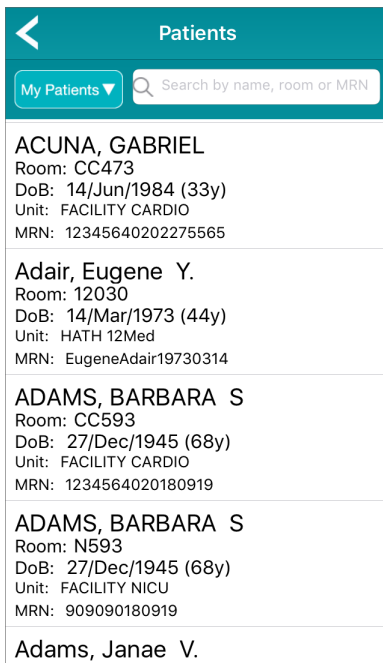 Patients
My Patients ▼
Search by name, room or MRN
ACUNA, GABRIEL
Room: CC473
DoB: 14/Jun/1984 (33y)
Unit: FACILITY CARDIO
MRN: 12345640202275565
Adair, Eugene Y.
Room: 12030
DoB: 14/Mar/1973 (44y)
Unit: HATH 12Med
MRN: EugeneAdair19730314
ADAMS, BARBARA S
Room: CC593
DoB: 27/Dec/1945 (68y)
Unit: FACILITY CARDIO
MRN: 1234564020180919
ADAMS, BARBARA S
Room: N593
DoB: 27/Dec/1945 (68y)
Unit: FACILITY NICU
MRN: 909090180919
Adams, Janae V.